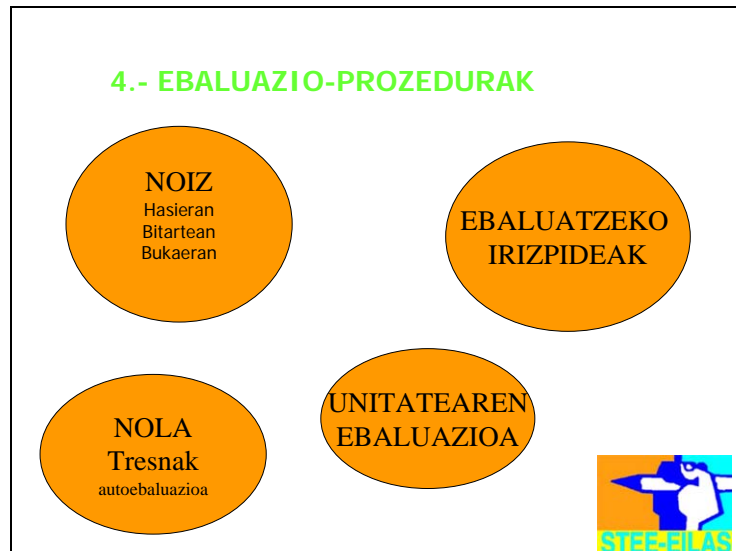 4.- EBALUAZIO-PROZEDURAK
NOIZ
Hasieran
Bitartean
Bukaeran
EBALUATZEKO
IRIZPIDEAK
NOLA
Tresnak
autoebaluazioa
UNITATEAREN
EBALUAZIOA
STEE-EILAS